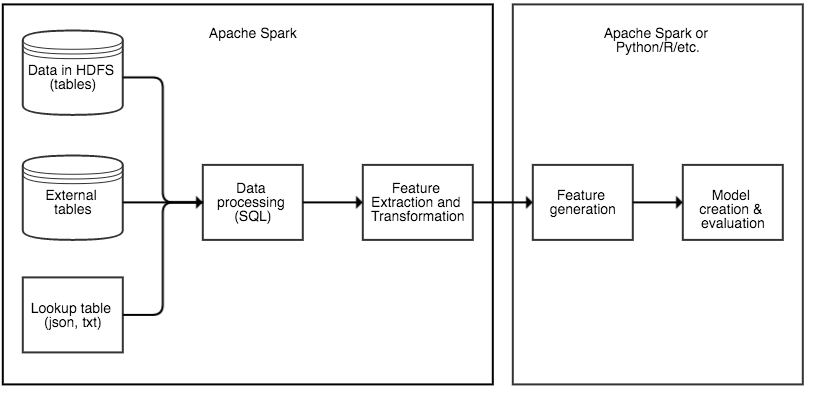 Apache Spark
Data in HDFS
(tables)
External
tables
Lookup table
(json, txt)
Data
processing
(SQL)
Feature
Extraction and
Transformation
Apache Spark or
Python/R/etc.
Feature
generation
Model
creation &
evaluation